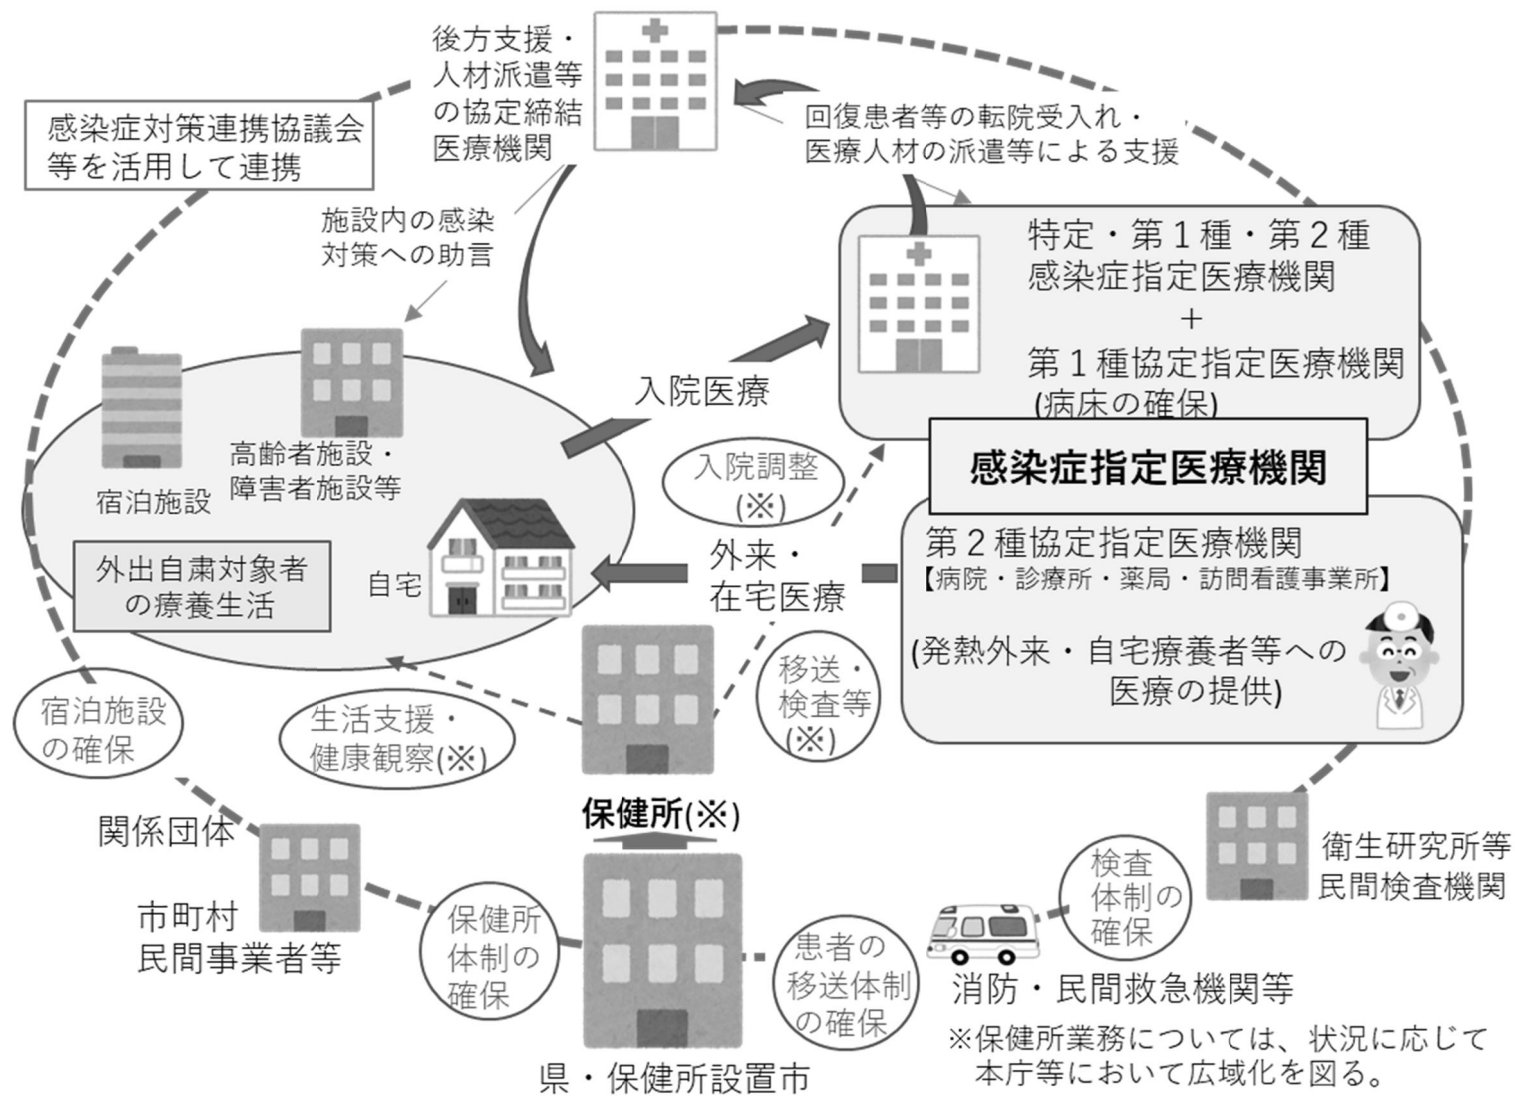 後方支援・
人材派遣等
の協定締結
医療機関
感染症対策連携協議会
等を活用して連携
回復患者等の転院受入れ・
医療人材の派遣等による支援
施設内の感染
対策への助言
特定・第１種・第２種
感染症指定医療機関
＋
第１種協定指定医療機関
(病床の確保)
入院医療
高齢者施設・
障害者施設等
宿泊施設
入院調整
(※)
感染症指定医療機関
外出自粛対象者
の療養生活
自宅
外来・
在宅医療
第２種協定指定医療機関
【病院・診療所・薬局・訪問看護事業所】
(発熱外来・自宅療養者等への
医療の提供)
移送・
検査等
(※)
宿泊施設
の確保
生活支援・
健康観察(※)
保健所(※)
関係団体
市町村
民間事業者等
保健所
体制の
確保
患者の
移送体制
の確保
検査
体制の
確保
衛生研究所等
民間検査機関
消防・民間救急機関等
県・保健所設置市
※保健所業務については、状況に応じて
本庁等において広域化を図る。